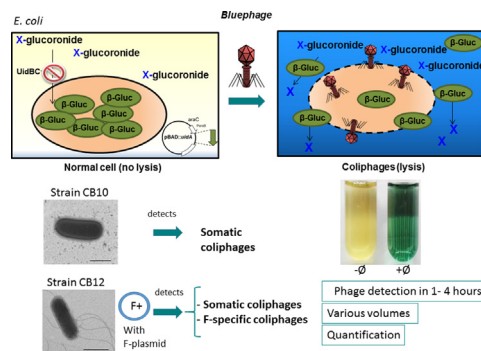 E. coli
Bluephage
X-glucoronide
X-glucoronide
X-glucoronide
UidBC
β-Gluc
β-Gluc
β-Gluc
β-Gluc
β-Gluc
β-Gluc
araC
pBAD::uidA
X-glucoronide
X-glucoronide
X-glucoronide
β-Gluc
β-Gluc
β-Gluc
β-Gluc
β-Gluc
β-Gluc
X
X
X
Normal cell (no lysis)
Coliphages (lysis)
Strain CB10
detects
Somatic
coliphages
-Ø
+Ø
Strain CB12
F+
With
F-plasmid
detects
- Somatic coliphages
- F-specific coliphages
Phage detection in 1- 4 hours
Various volumes
Quantification